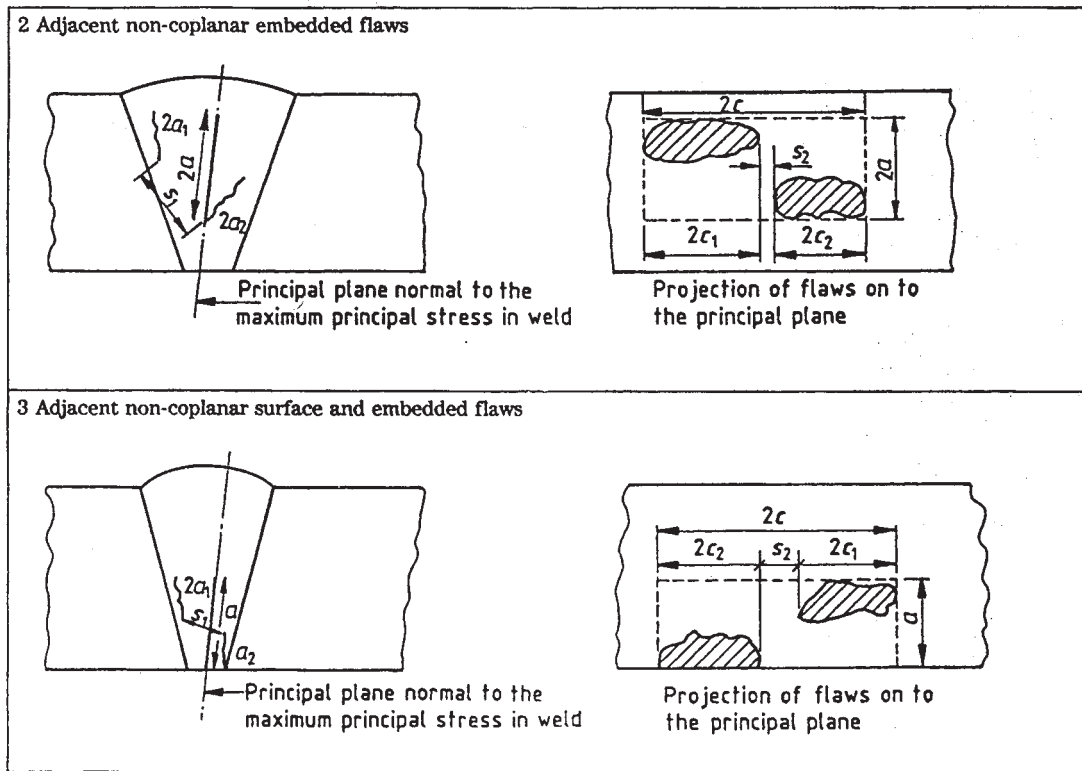 2 Adjacent non-coplanar embedded flaws
2a₁
2a
s₁
2a₂
Principal plane normal to the
maximum principal stress in weld
2c
s₂
2a
2c₁
2c₂
Projection of flaws on to
the principal plane
3 Adjacent non-coplanar surface and embedded flaws
2a₁
s₁
a
a₂
Principal plane normal to the
maximum principal stress in weld
2c
2c₂
s₂
2c₁
a
Projection of flaws on to
the principal plane